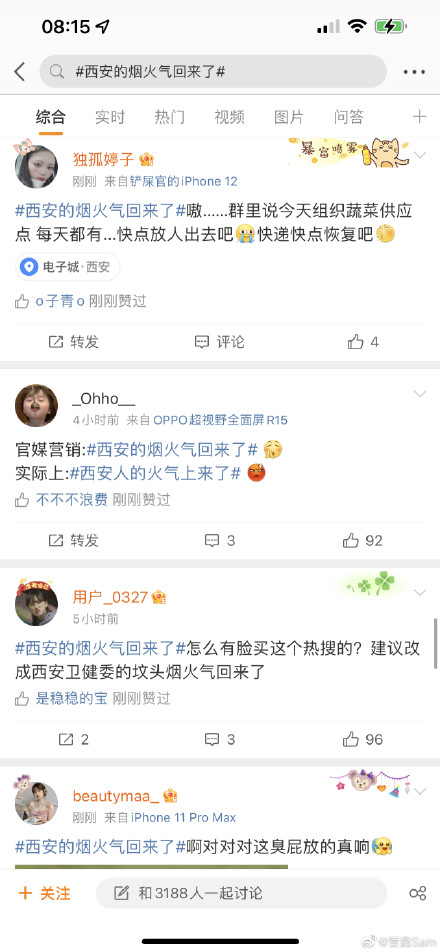 08:15
#西安的烟火气回来了#
综合 实时 热门 视频 图片 问答
暴富喷雾
独孤婷子
刚刚 来自铲屎官的iPhone 12
#西安的烟火气回来了#嗷……群里说今天组织蔬菜供应
点 每天都有...快点放人出去吧 快递快点恢复吧
电子城·西安
o子青o 刚刚赞过
转发 评论 4
_Ohho__
4小时前 来自OPPO超视野全面屏R15
官媒营销:#西安的烟火气回来了#
实际上:#西安人的火气上来了#
不不不浪费 刚刚赞过
转发 3 92
用户_0327
5小时前
#西安的烟火气回来了#怎么有脸买这个热搜的？建议改
成西安卫健委的坟头烟火气回来了
是稳稳的宝 刚刚赞过
2 3 96
beautymaa_
刚刚 来自iPhone 11 Pro Max
#西安的烟火气回来了#啊对对对这臭屁放的真响
+ 关注 和3188人一起讨论